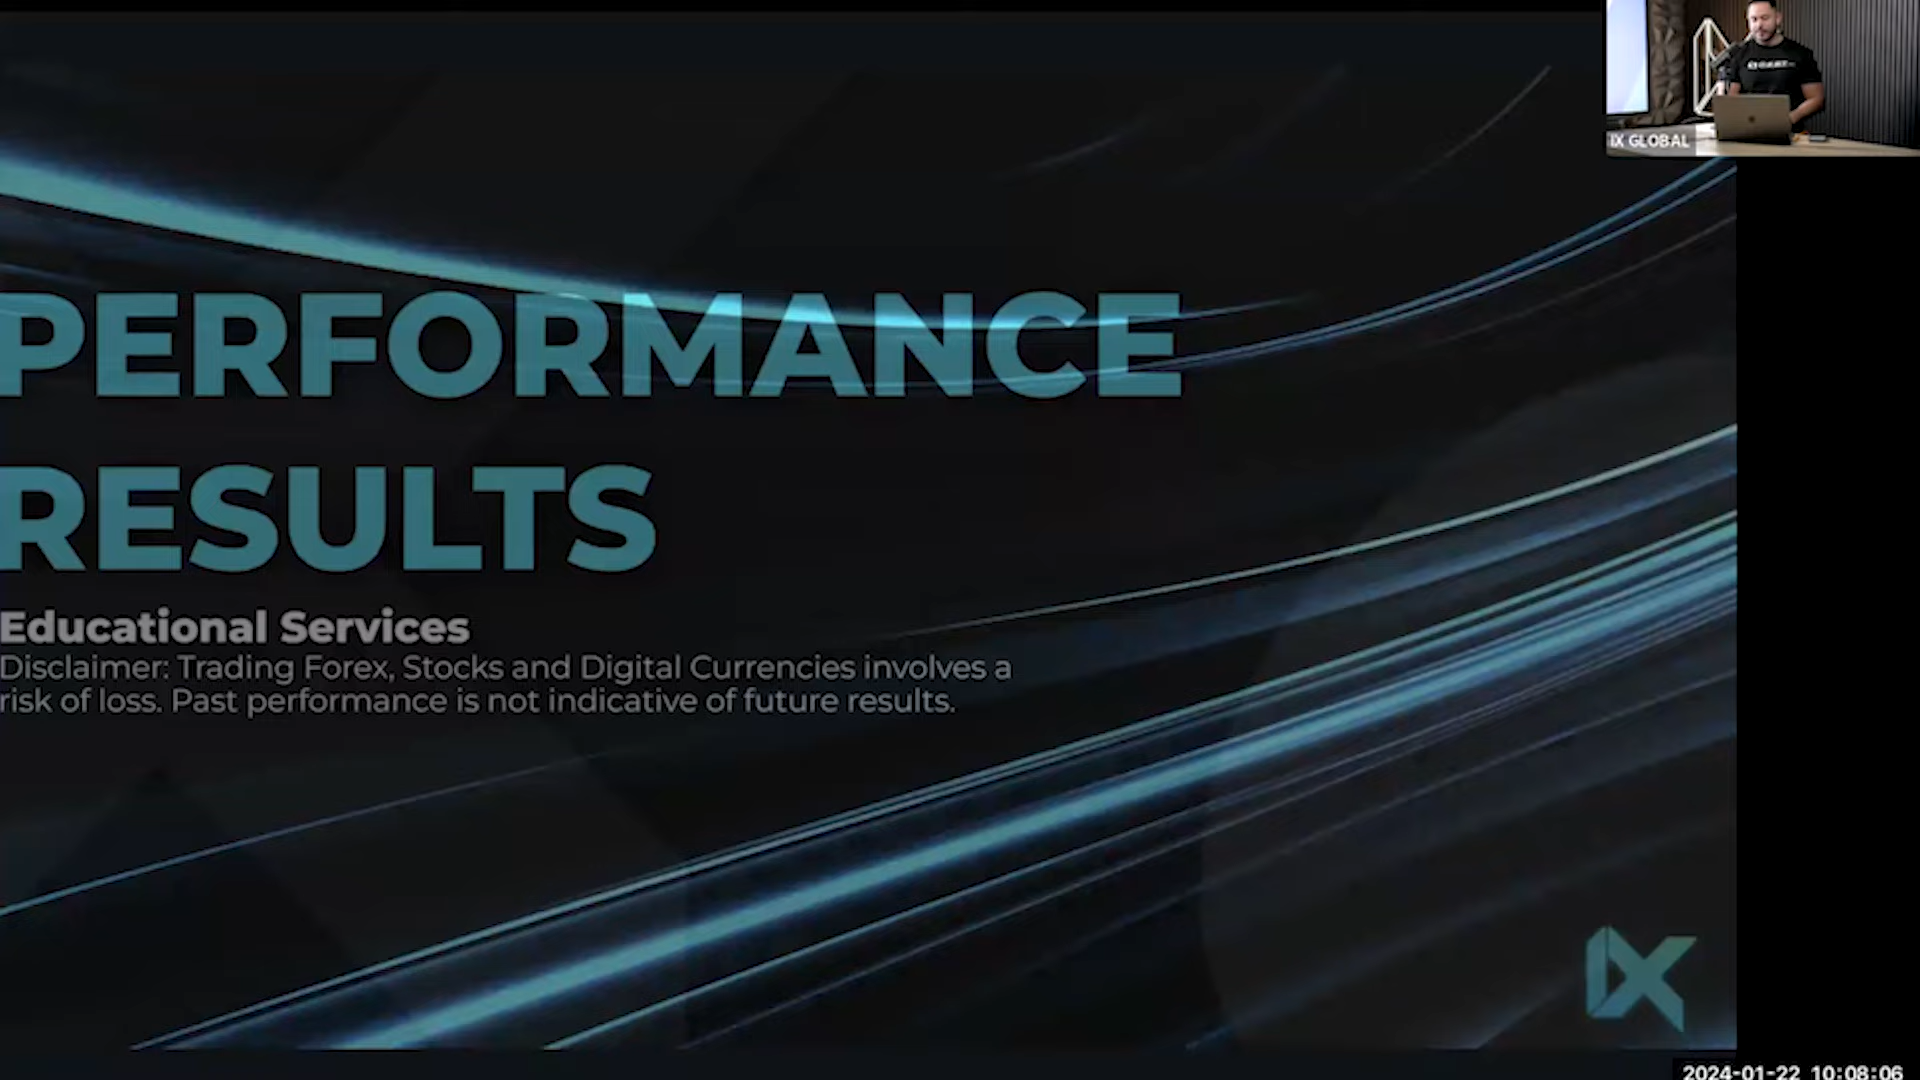 IX GLOBAL
PERFORMANCE
RESULTS
Educational Services
Disclaimer: Trading Forex, Stocks and Digital Currencies involves a
risk of loss. Past performance is not indicative of future results.
IX
2024-01-22 10:08:06